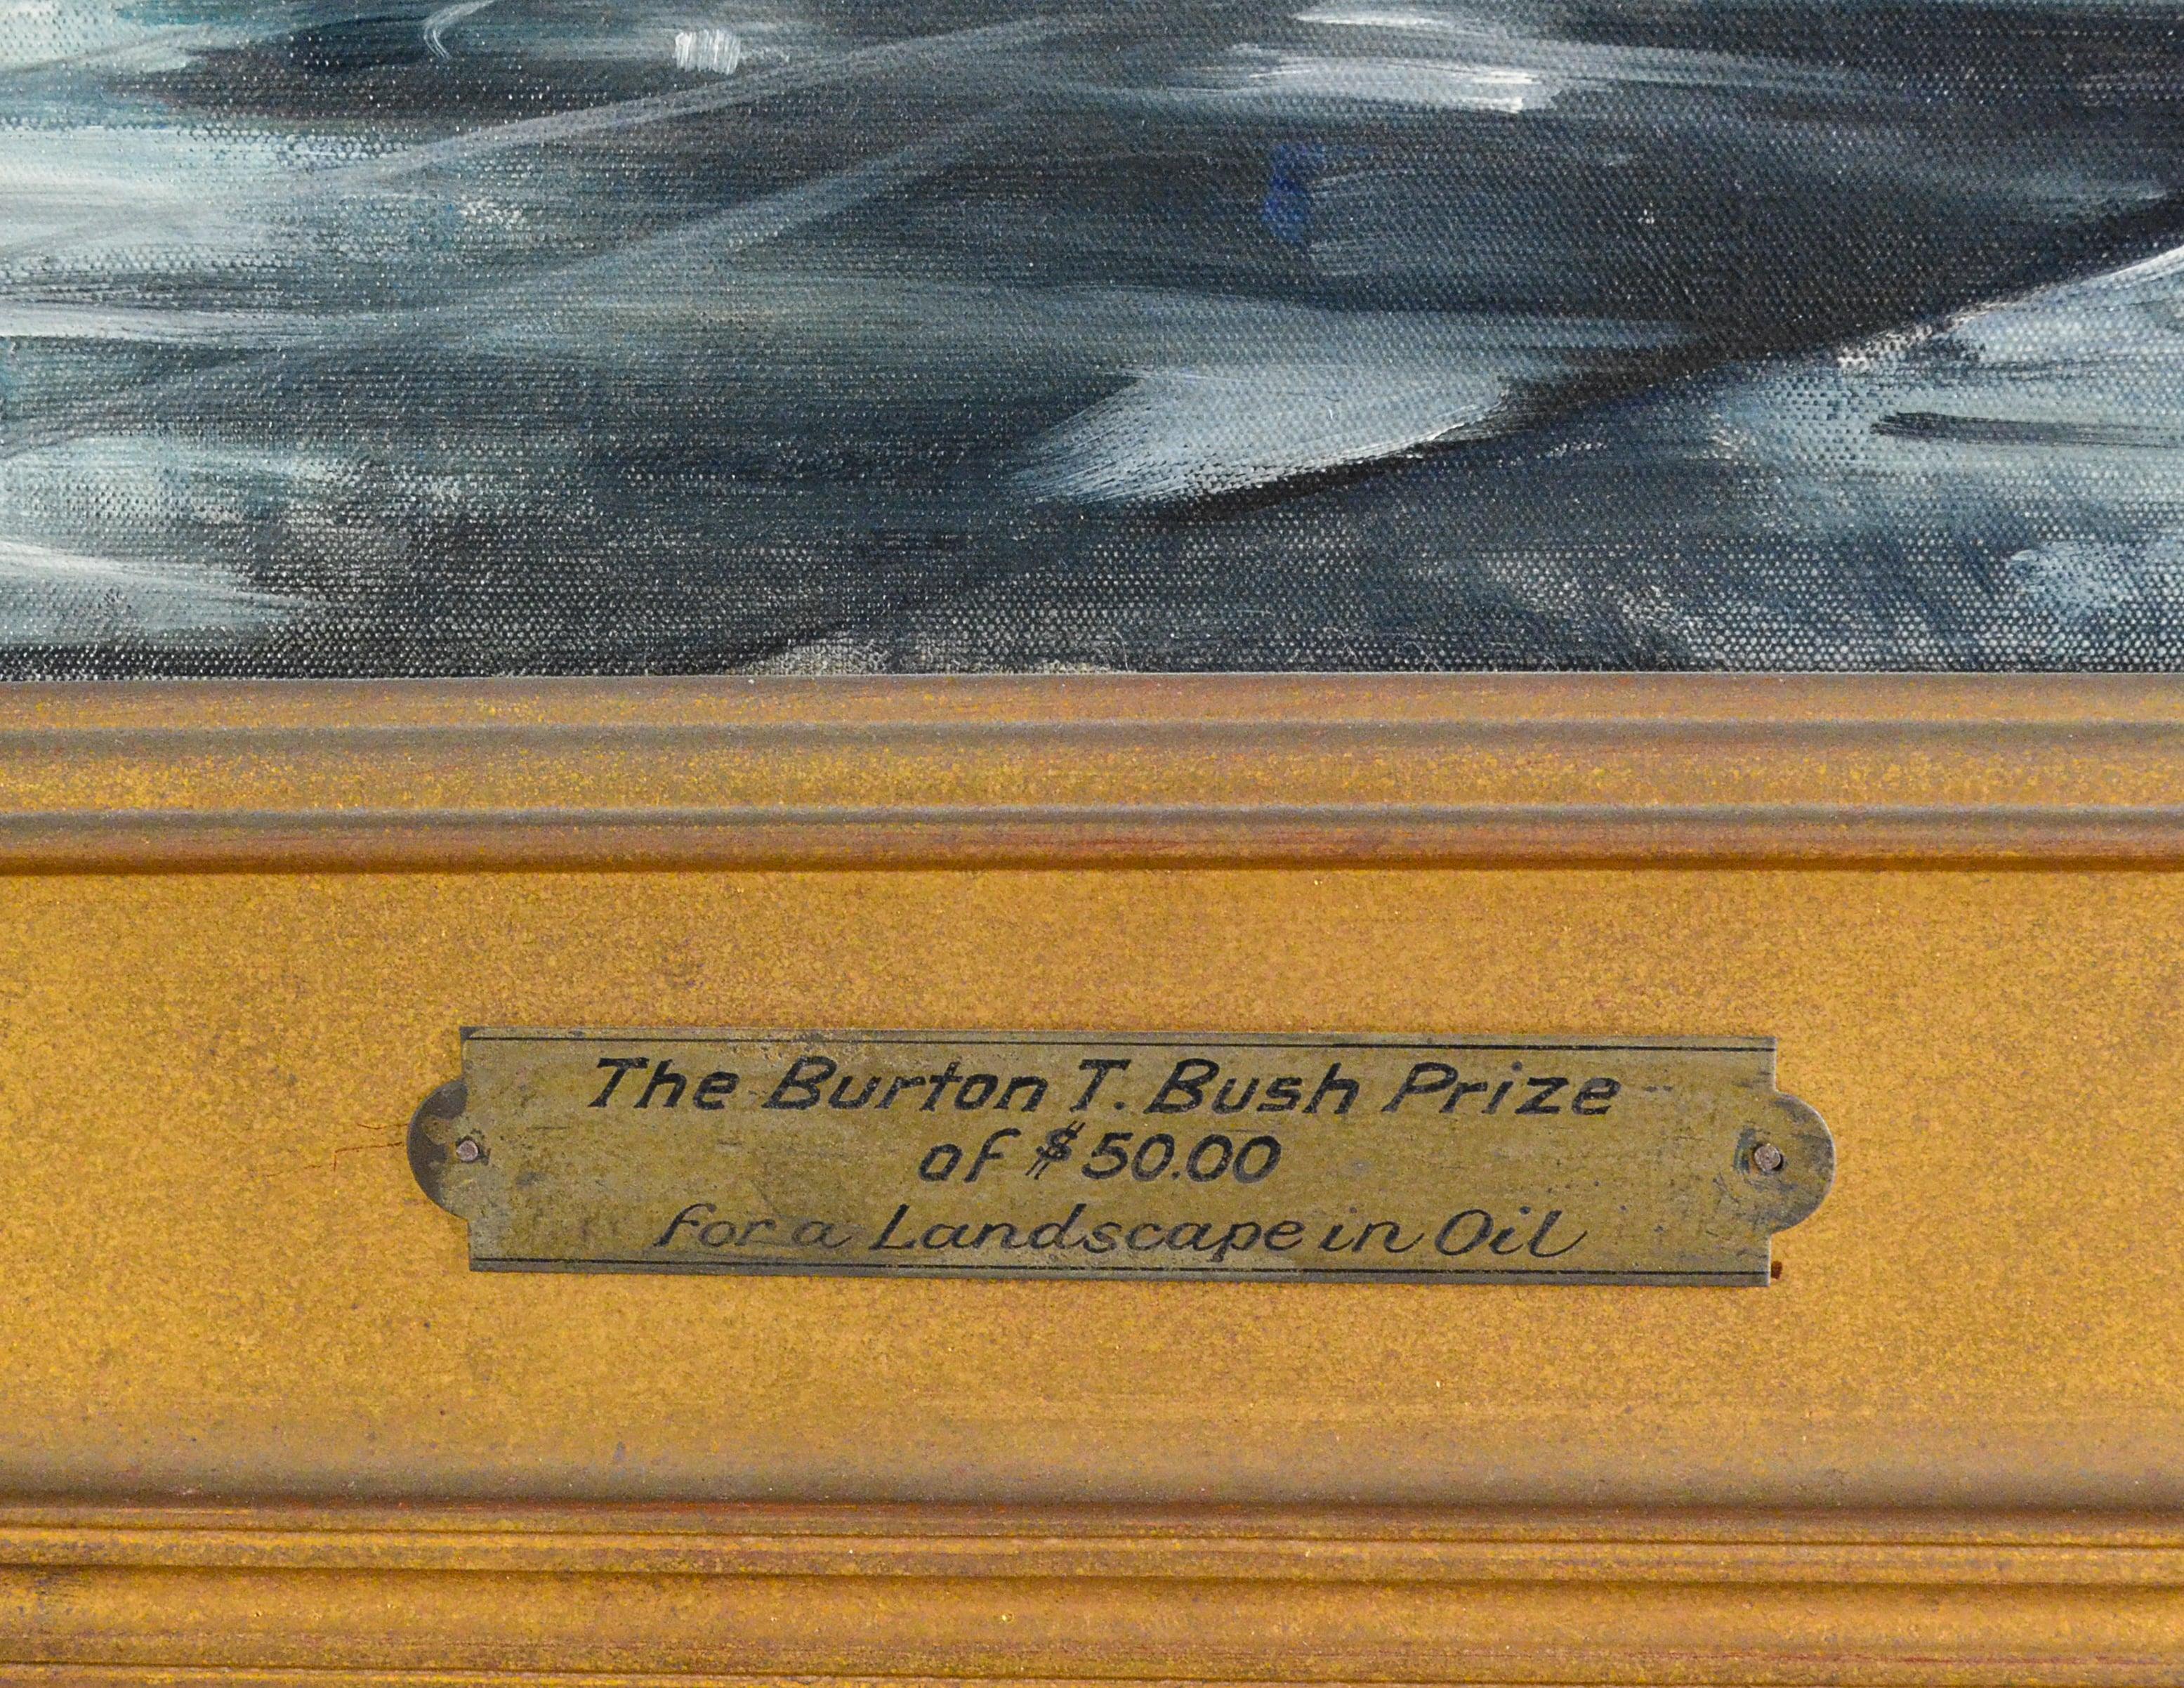 The Burton T. Bush Prize
of $50.00
for a Landscape in Oil